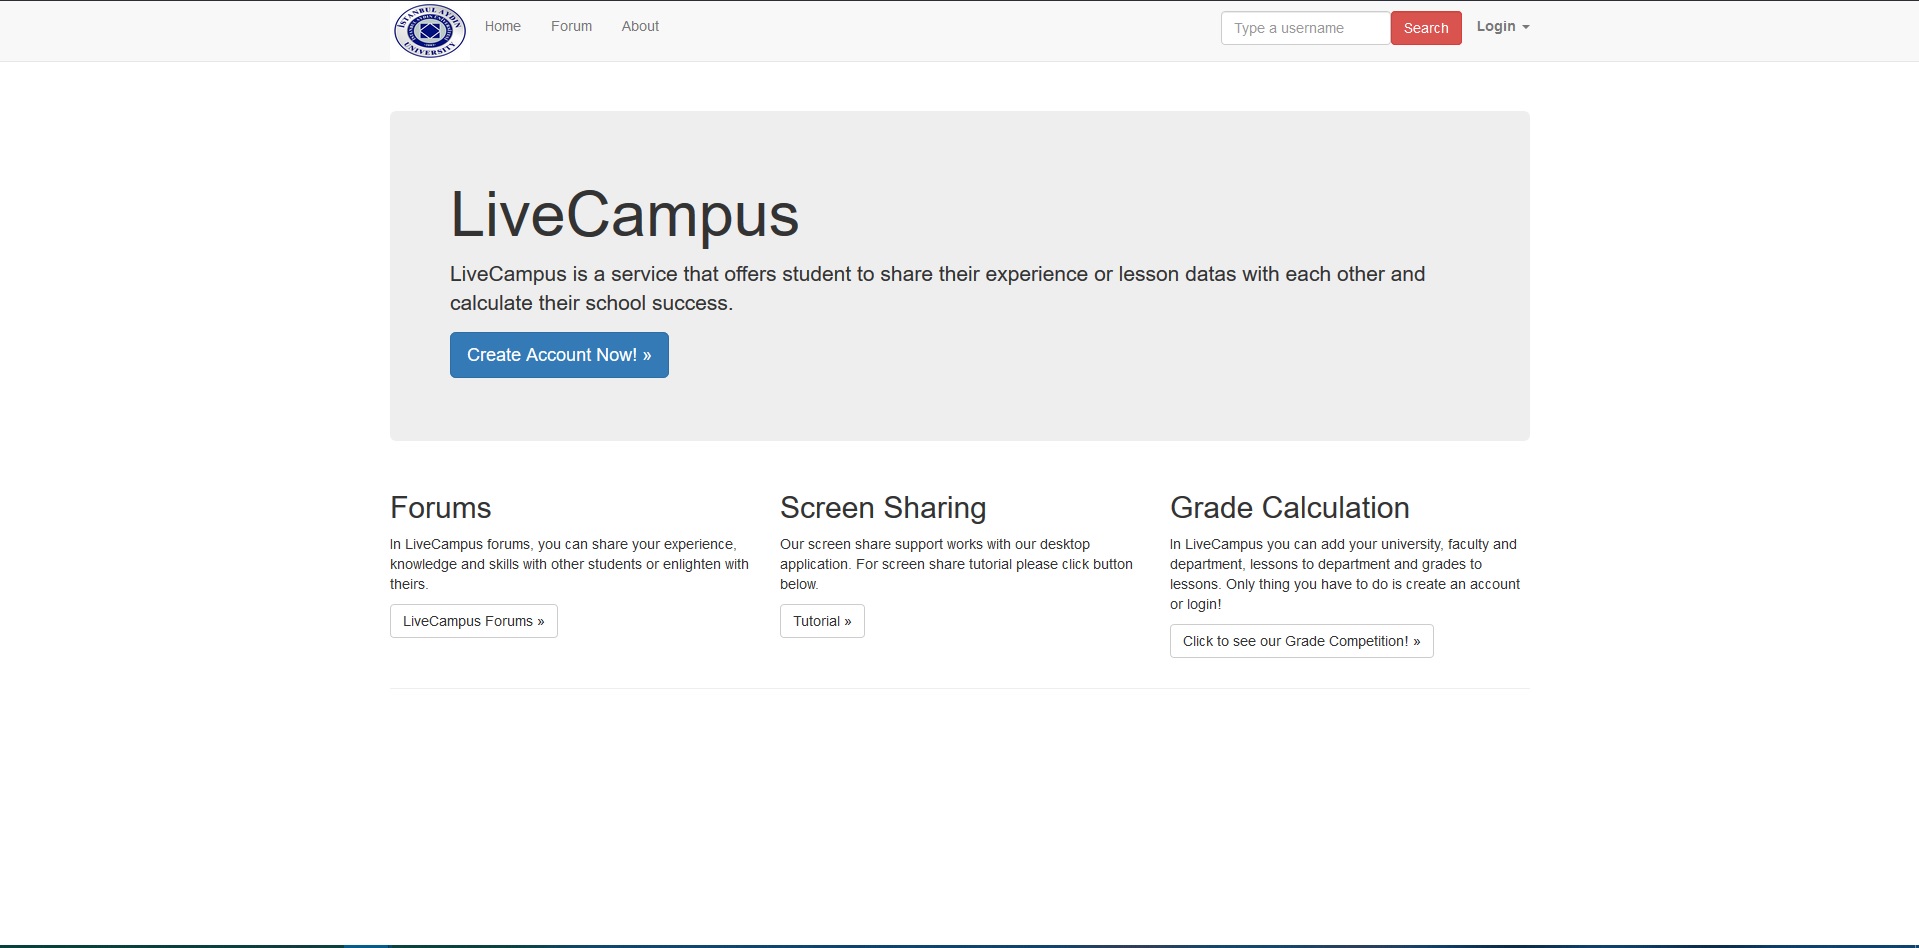 İSTANBUL AYDIN
UNIVERSITY
Home
Forum
About
Type a username
Search
Login
LiveCampus
LiveCampus is a service that offers student to share their experience or lesson datas with each other and
calculate their school success.
Create Account Now! »
Forums
In LiveCampus forums, you can share your experience,
knowledge and skills with other students or enlighten with
theirs.
LiveCampus Forums »
Screen Sharing
Our screen share support works with our desktop
application. For screen share tutorial please click button
below.
Tutorial »
Grade Calculation
In LiveCampus you can add your university, faculty and
department, lessons to department and grades to
lessons. Only thing you have to do is create an account
or login!
Click to see our Grade Competition! »